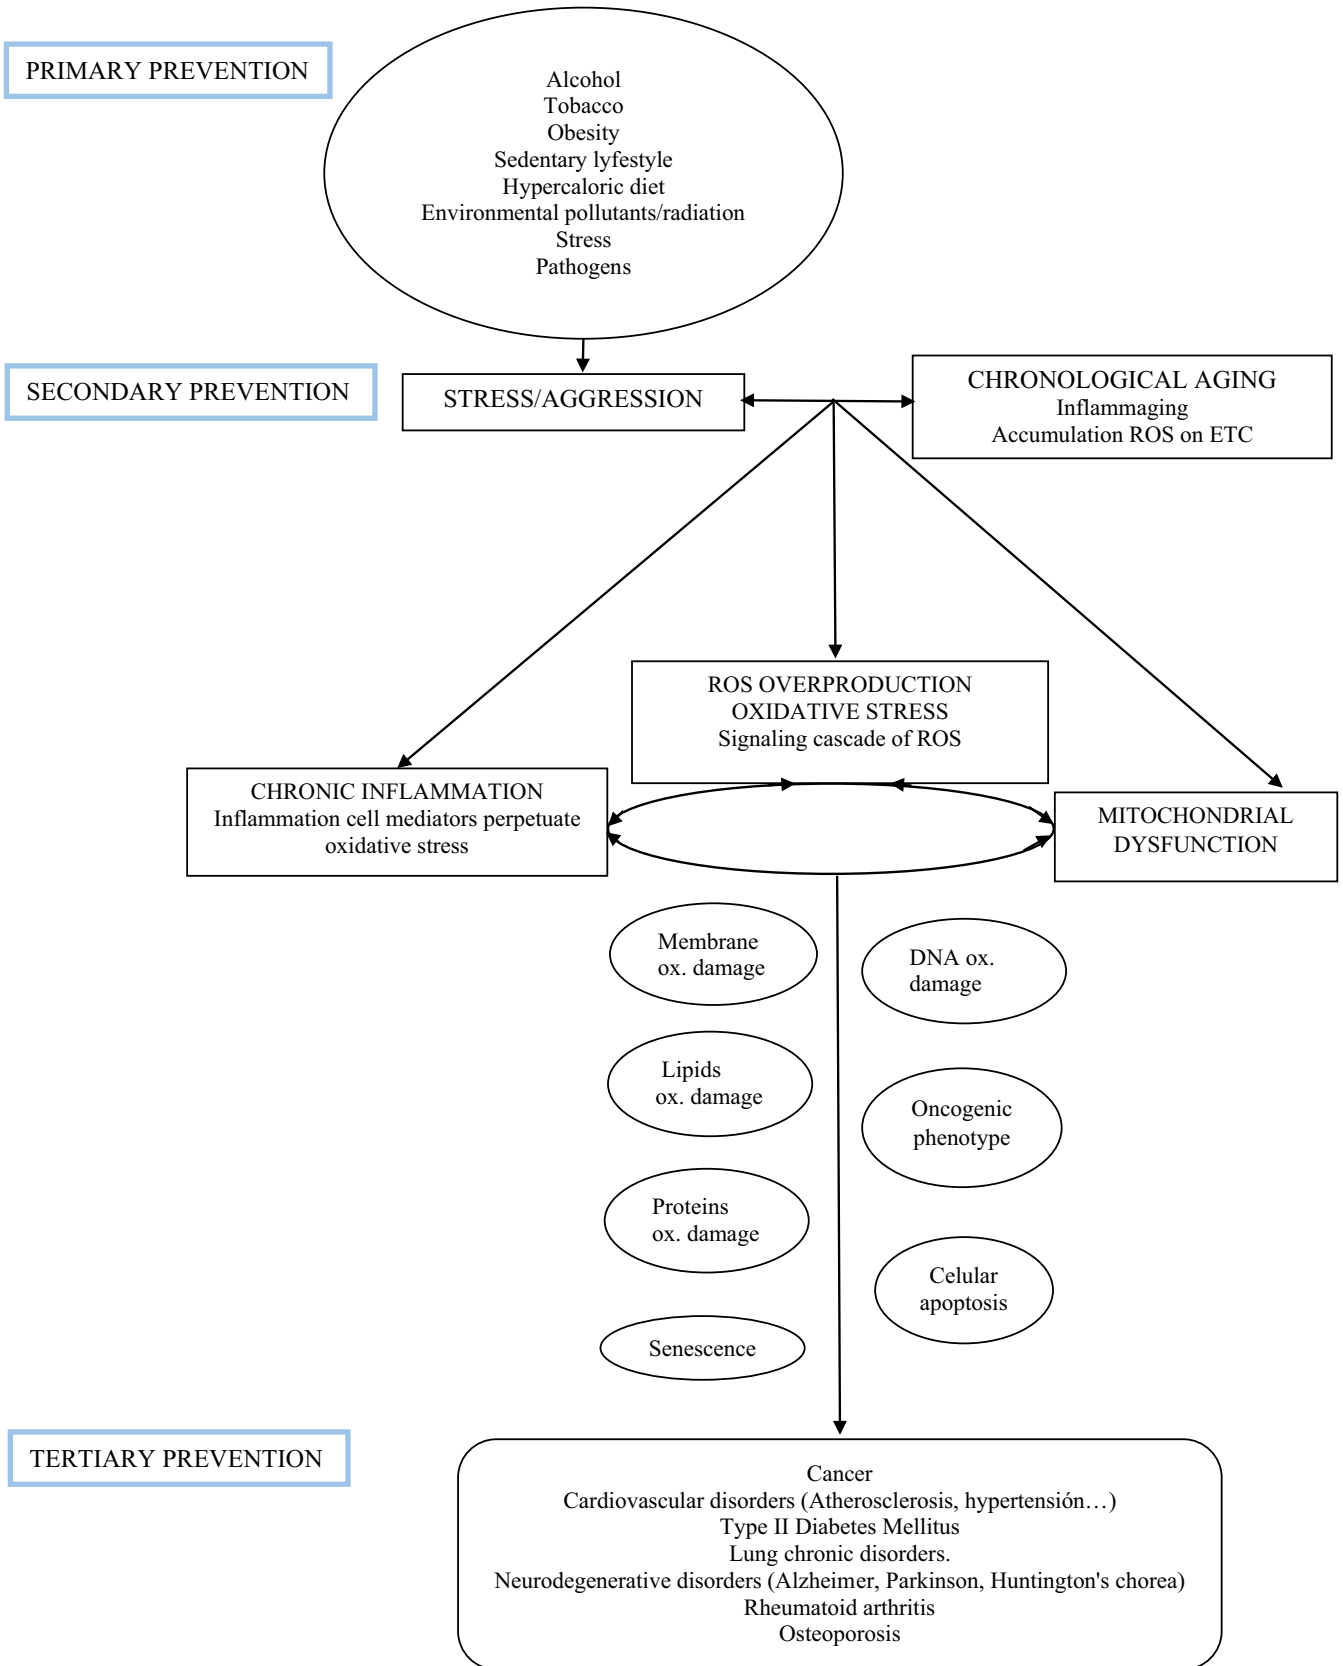 PRIMARY PREVENTION
Alcohol
Tobacco
Obesity
Sedentary lyfestyle
Hypercaloric diet
Environmental pollutants/radiation
Stress
Pathogens
SECONDARY PREVENTION
STRESS/AGGRESSION
CHRONOLOGICAL AGING
Inflammaging
Accumulation ROS on ETC
ROS OVERPRODUCTION
OXIDATIVE STRESS
Signaling cascade of ROS
CHRONIC INFLAMMATION
Inflammation cell mediators perpetuate
oxidative stress
MITOCHONDRIAL
DYSFUNCTION
Membrane
ox. damage
DNA ox.
damage
Lipids
ox. damage
Oncogenic
phenotype
Proteins
ox. damage
Celular
apoptosis
Senescence
TERTIARY PREVENTION
Cancer
Cardiovascular disorders (Atherosclerosis, hypertensión…)
Type II Diabetes Mellitus
Lung chronic disorders.
Neurodegenerative disorders (Alzheimer, Parkinson, Huntington's chorea)
Rheumatoid arthritis
Osteoporosis